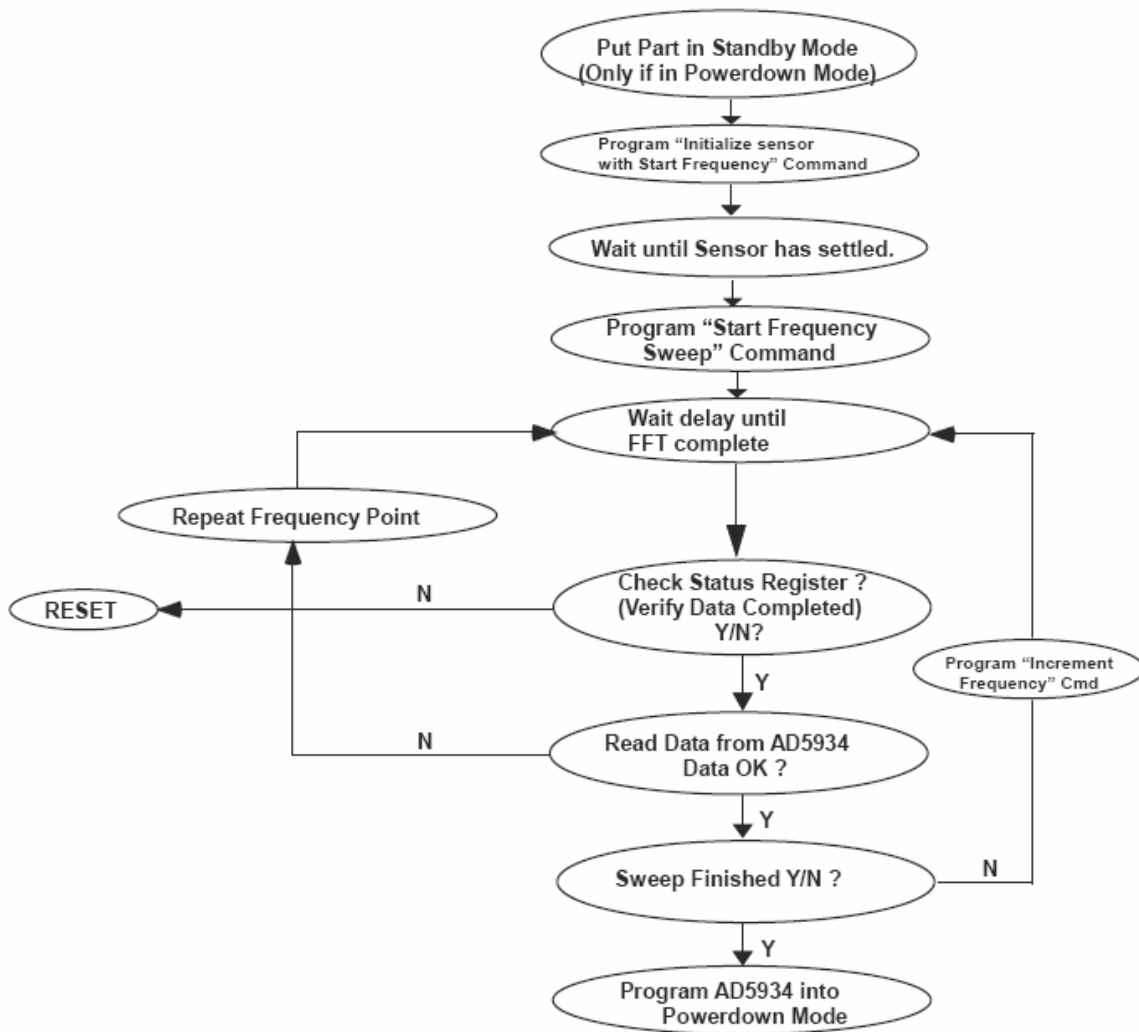 Put Part in Standby Mode
(Only if in Powerdown Mode)
Program “Initialize sensor
with Start Frequency” Command
Wait until Sensor has settled.
Program “Start Frequency
Sweep” Command
Wait delay until
FFT complete
Repeat Frequency Point
Check Status Register ?
(Verify Data Completed)
Y/N?
N
RESET
Y
Program “Increment
Frequency” Cmd
Read Data from AD5934
Data OK ?
N
Y
Sweep Finished Y/N ?
N
Y
Program AD5934 into
Powerdown Mode